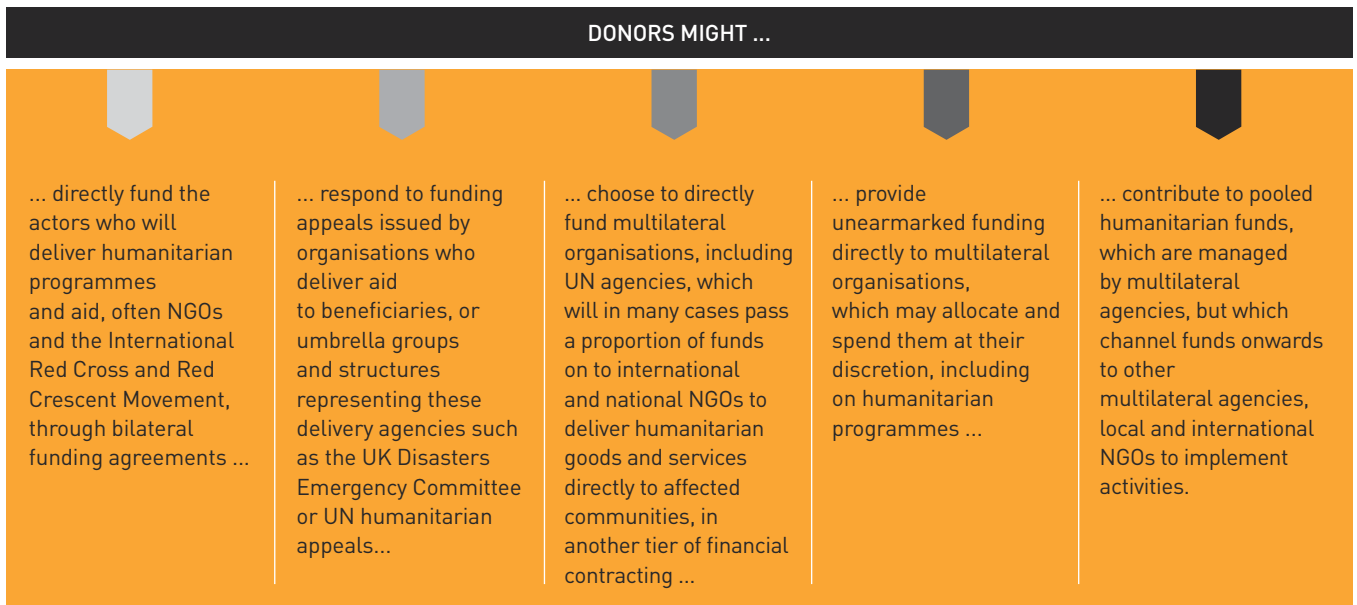 DONORS MIGHT ...
... directly fund the
actors who will
deliver humanitarian
programmes
and aid, often NGOs
and the International
Red Cross and Red
Crescent Movement,
through bilateral
funding agreements ...
... respond to funding
appeals issued by
organisations who
deliver aid
to beneficiaries, or
umbrella groups
and structures
representing these
delivery agencies such
as the UK Disasters
Emergency Committee
or UN humanitarian
appeals...
... choose to directly
fund multilateral
organisations, including
UN agencies, which
will in many cases pass
a proportion of funds
on to international
and national NGOs to
deliver humanitarian
goods and services
directly to affected
communities, in
another tier of financial
contracting ...
... provide
unearmarked funding
directly to multilateral
organisations,
which may allocate and
spend them at their
discretion, including
on humanitarian
programmes ...
... contribute to pooled
humanitarian funds,
which are managed
by multilateral
agencies, but which
channel funds onwards
to other
multilateral agencies,
local and international
NGOs to implement
activities.